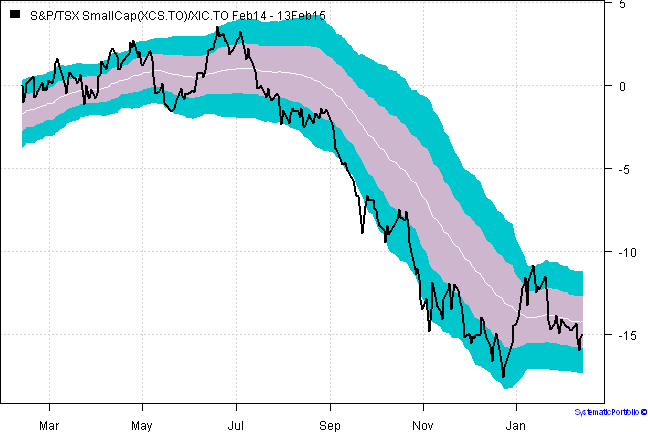 S&P/TSX SmallCap(XCS.TO)/XIC.TO Feb14 - 13Feb15
5
0
-5
-10
-15
Mar May Jul Sep Nov Jan
SystematicPortfolio ©